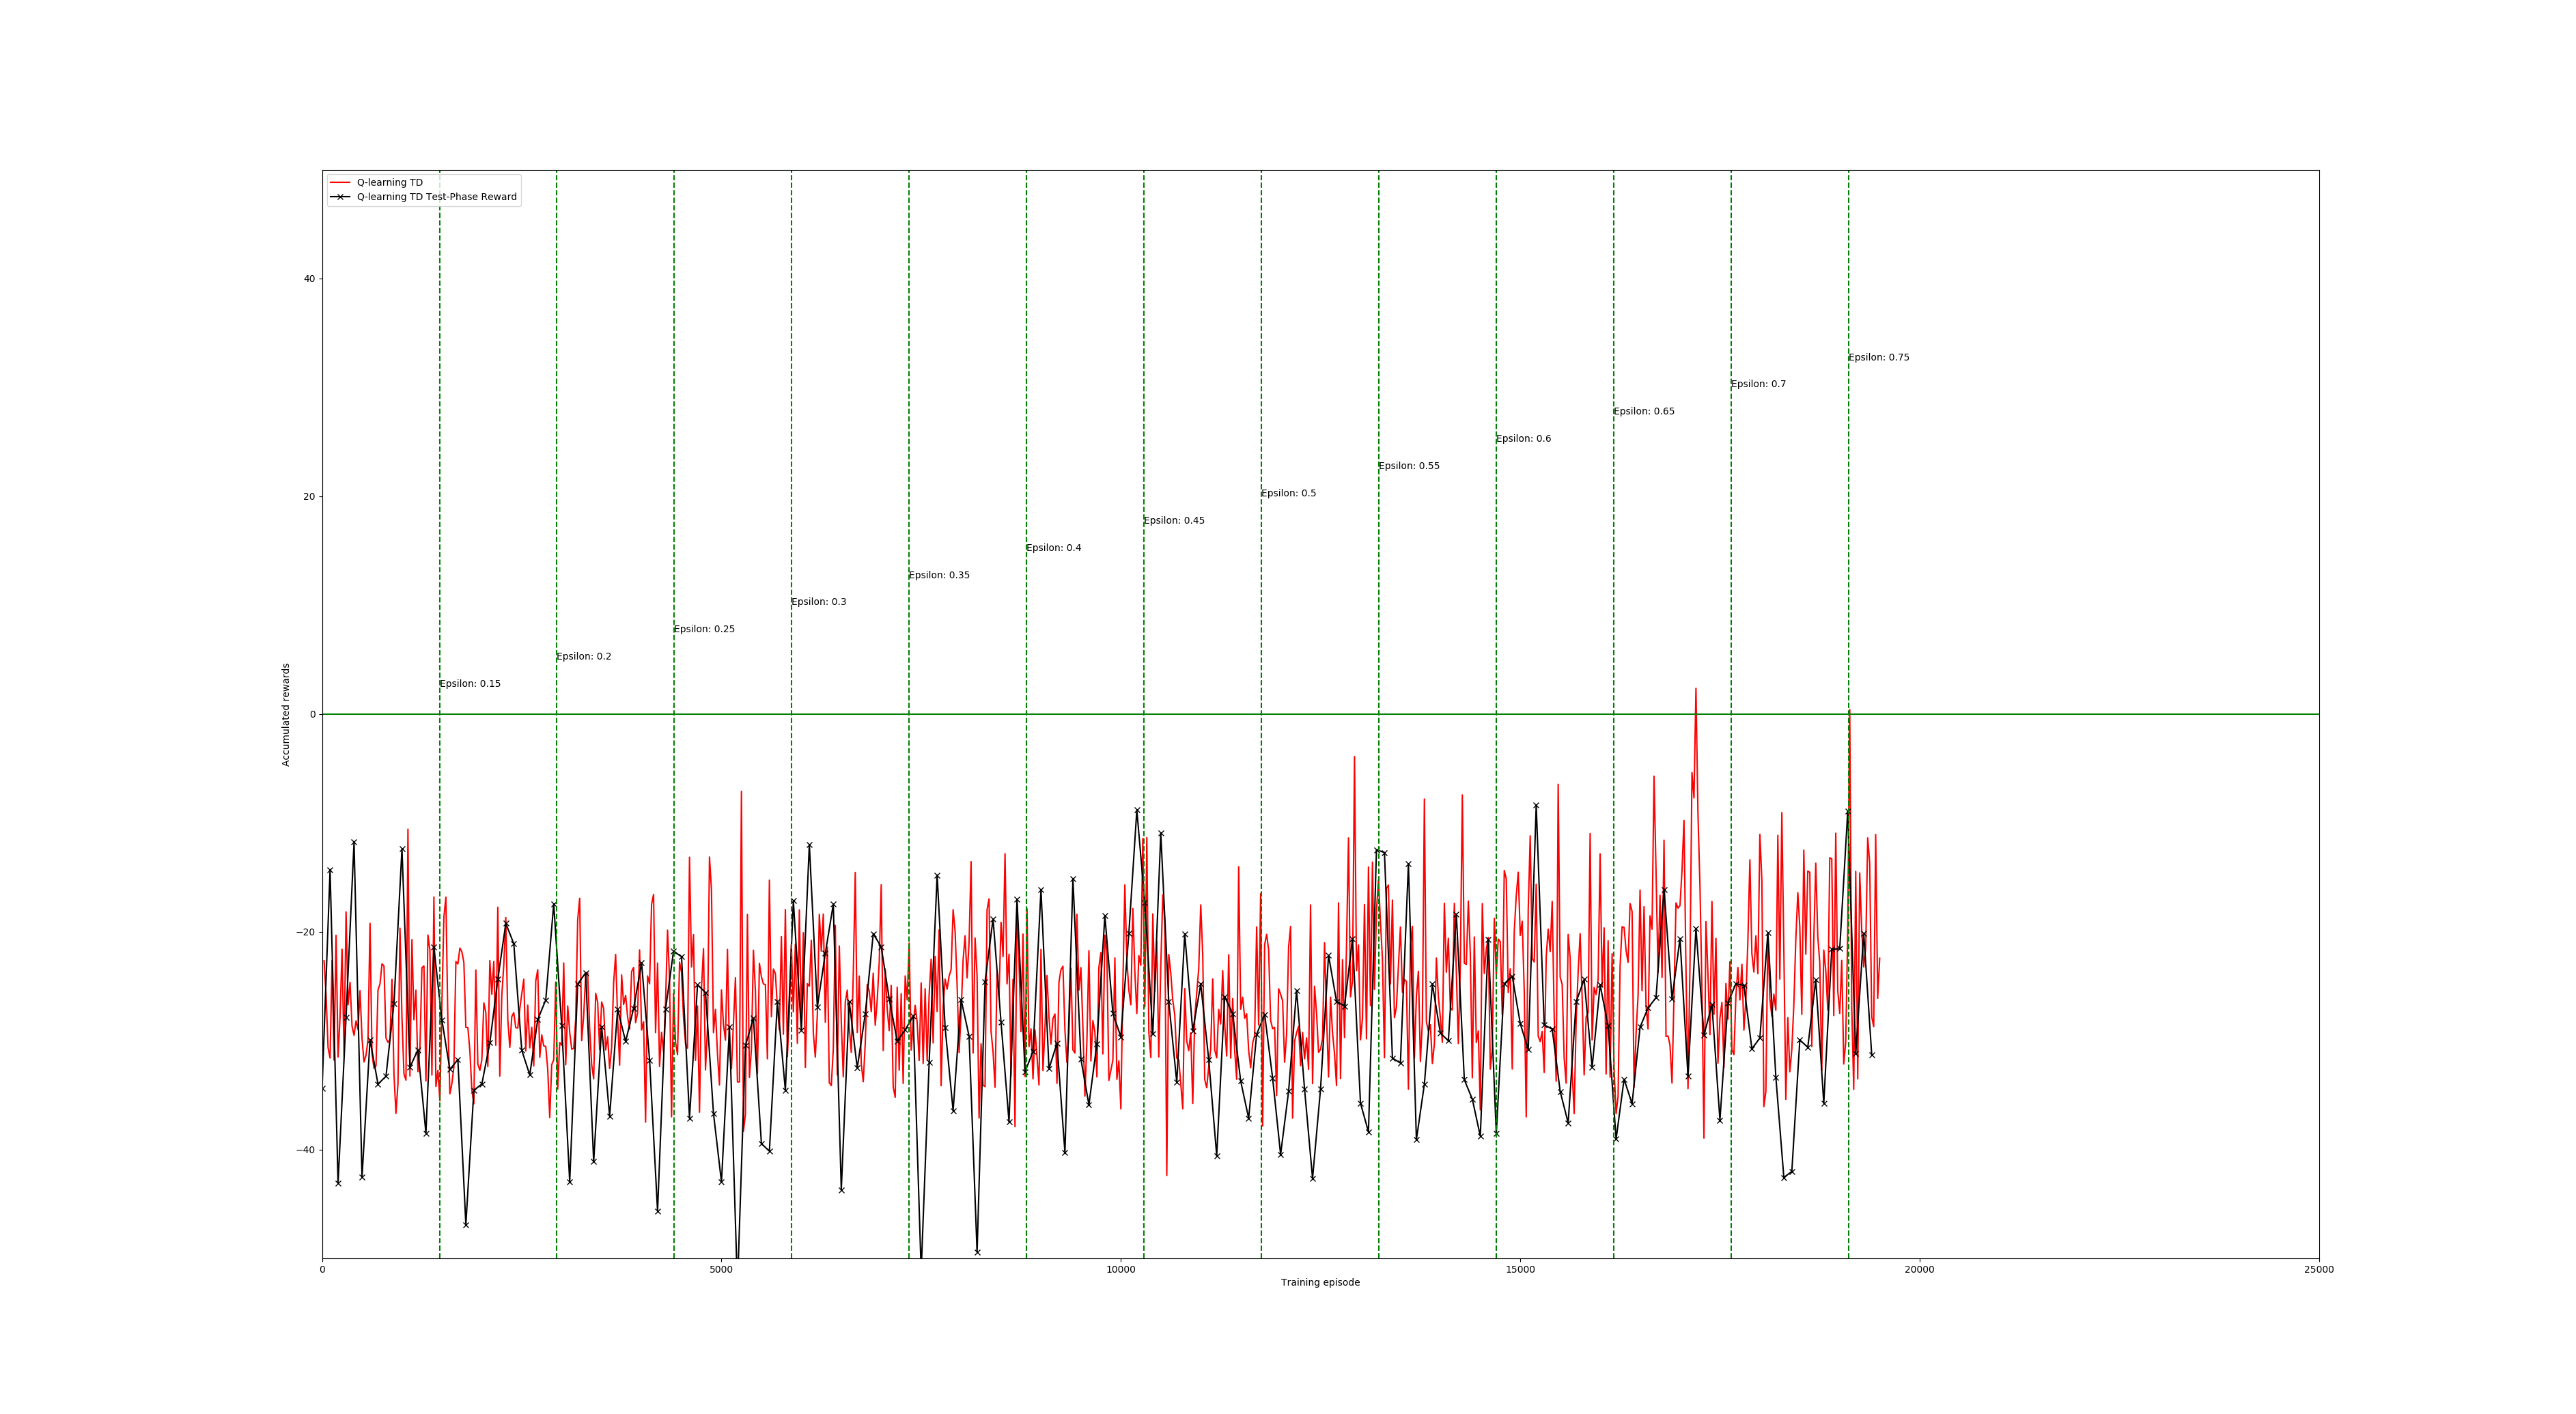 Q-learning TD
Q-learning TD Test-Phase Reward
40
20
0
−20
−40
Accumulated rewards
Epsilon: 0.15
Epsilon: 0.2
Epsilon: 0.25
Epsilon: 0.3
Epsilon: 0.35
Epsilon: 0.4
Epsilon: 0.45
Epsilon: 0.5
Epsilon: 0.55
Epsilon: 0.6
Epsilon: 0.65
Epsilon: 0.7
Epsilon: 0.75
0
5000
10000
15000
20000
25000
Training episode